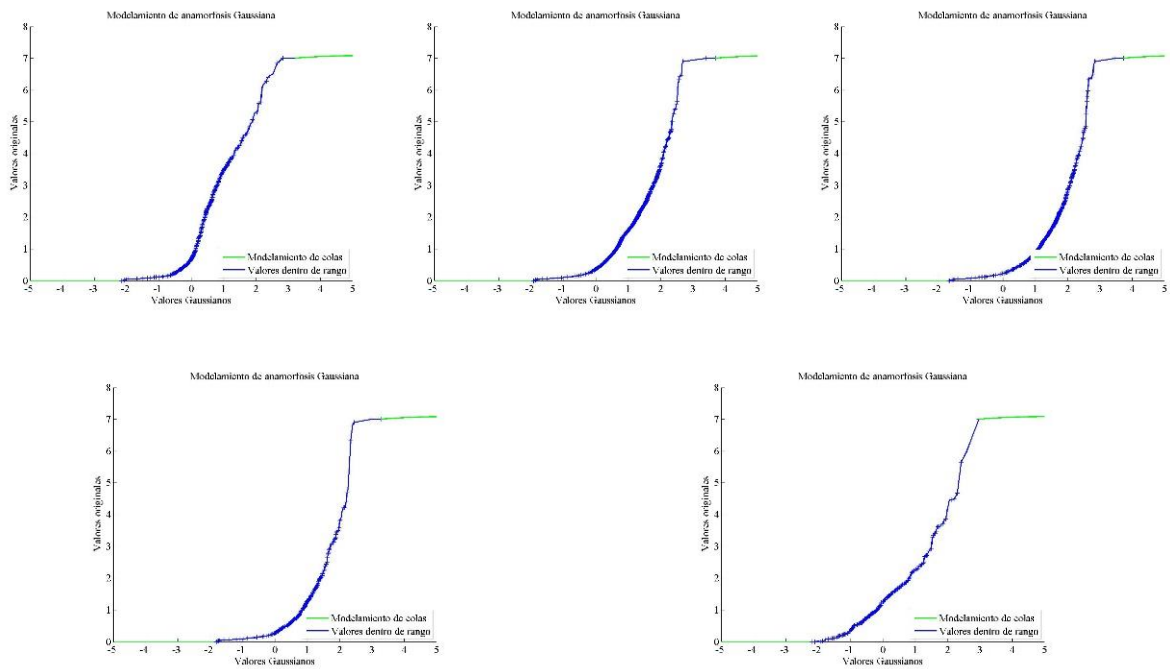 Modelamiento de anamorfosis Gaussiana
Valores originales
8
7
6
5
4
3
2
1
0
Modelamiento de colas
Valores dentro de rango
-5 -4 -3 -2 -1 0 1 2 3 4 5
Valores Gaussianos
Modelamiento de anamorfosis Gaussiana
Valores originales
8
7
6
5
4
3
2
1
0
Modelamiento de colas
Valores dentro de rango
-5 -4 -3 -2 -1 0 1 2 3 4 5
Valores Gaussianos
Modelamiento de anamorfosis Gaussiana
Valores originales
8
7
6
5
4
3
2
1
0
Modelamiento de colas
Valores dentro de rango
-5 -4 -3 -2 -1 0 1 2 3 4 5
Valores Gaussianos
Modelamiento de anamorfosis Gaussiana
Valores originales
8
7
6
5
4
3
2
1
0
Modelamiento de colas
Valores dentro de rango
-5 -4 -3 -2 -1 0 1 2 3 4 5
Valores Gaussianos
Modelamiento de anamorfosis Gaussiana
Valores originales
8
7
6
5
4
3
2
1
0
Modelamiento de colas
Valores dentro de rango
-5 -4 -3 -2 -1 0 1 2 3 4 5
Valores Gaussianos